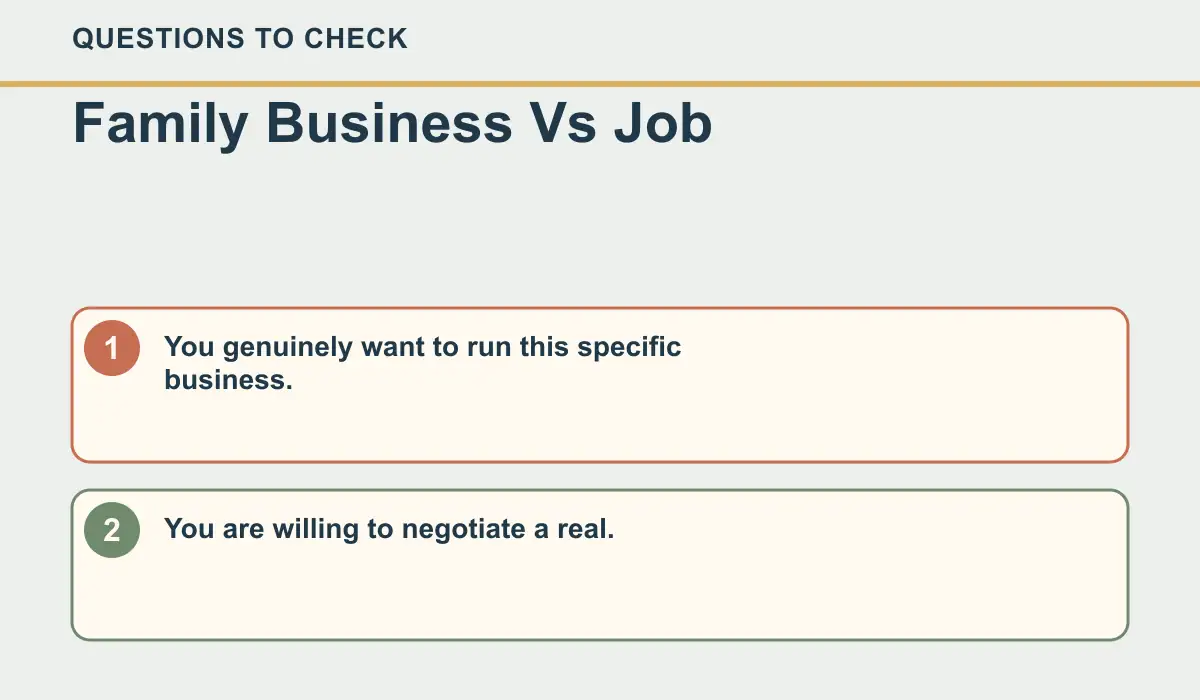 QUESTIONS TO CHECK
Family Business Vs Job
1
You genuinely want to run this specific
business.
2
You are willing to negotiate a real.